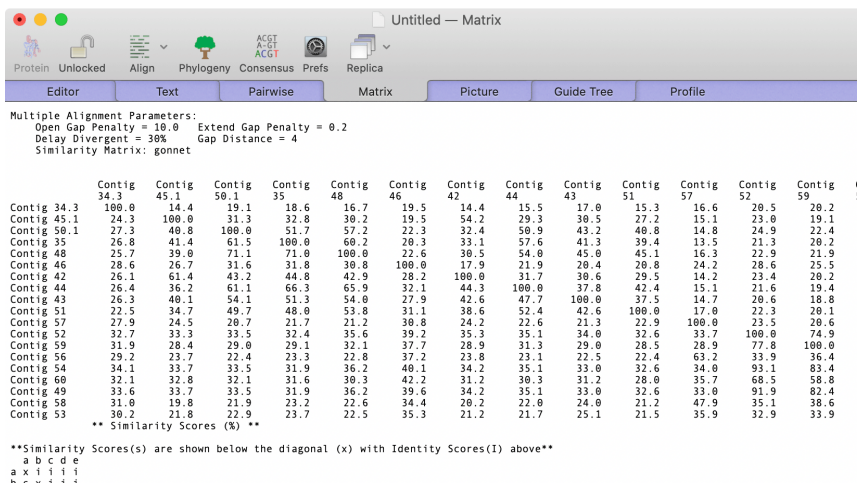 Untitled — Matrix
ACGT
A-GT
ACGT
Protein Unlocked Align Phylogeny Consensus Prefs Replica
Editor Text Pairwise Matrix Picture Guide Tree Profile
Multiple Alignment Parameters:
Open Gap Penalty = 10.0 Extend Gap Penalty = 0.2
Delay Divergent = 30% Gap Distance = 4
Similarity Matrix: gonnet
Contig Contig Contig Contig Contig Contig Contig Contig Contig Contig Contig Contig Contig
34.3 45.1 50.1 35 48 46 42 44 43 51 57 52 59
Contig 34.3 100.0 14.4 19.1 18.6 16.7 19.5 14.4 15.5 17.0 15.3 16.6 20.5 20.2
Contig 45.1 24.3 100.0 31.3 32.8 30.2 19.5 54.2 29.3 30.5 27.2 15.1 23.0 19.1
Contig 50.1 27.3 40.8 100.0 51.7 57.2 22.3 32.4 50.9 43.2 40.8 14.8 24.9 22.4
Contig 35 26.8 41.4 61.5 100.0 60.2 20.3 33.1 57.6 41.3 39.4 13.5 21.3 20.2
Contig 48 25.7 39.0 71.1 71.0 100.0 22.6 30.5 54.0 45.0 45.1 16.3 22.9 21.9
Contig 46 28.6 26.7 31.6 31.8 30.8 100.0 17.9 21.9 20.4 20.8 24.2 28.6 25.5
Contig 42 26.1 61.4 43.2 44.8 42.9 28.2 100.0 31.7 30.6 29.5 14.2 23.4 20.2
Contig 44 26.4 36.2 61.1 66.3 65.9 32.1 44.3 100.0 37.8 42.4 15.1 21.6 19.4
Contig 43 26.3 40.1 54.1 51.3 54.0 27.9 42.6 47.7 100.0 37.5 14.7 20.6 18.8
Contig 51 22.5 34.7 49.7 48.0 53.8 31.1 38.6 52.4 42.6 100.0 17.0 22.3 20.1
Contig 57 27.9 24.5 20.7 21.7 21.2 30.8 24.2 22.6 21.3 22.9 100.0 23.5 20.6
Contig 52 32.7 33.3 33.5 32.4 35.6 39.2 35.3 35.1 34.0 32.6 33.7 100.0 74.9
Contig 59 31.9 28.4 29.0 29.1 32.1 37.7 28.9 31.3 29.0 28.5 28.9 77.8 100.0
Contig 56 29.2 23.7 22.4 23.3 22.8 37.2 23.8 23.1 22.5 22.4 63.2 33.9 36.4
Contig 54 34.1 33.7 33.5 31.9 36.2 40.1 34.2 35.1 33.0 32.6 34.0 93.1 83.4
Contig 60 32.1 32.8 32.1 31.6 30.3 42.2 31.2 30.3 31.2 28.0 35.7 68.5 58.8
Contig 49 33.6 33.7 33.5 31.9 36.2 39.6 34.2 35.1 33.0 32.6 33.0 91.9 82.4
Contig 58 31.0 19.8 21.9 23.2 22.6 34.4 20.2 22.0 24.0 21.2 47.9 35.1 38.6
Contig 53 30.2 21.8 22.9 23.7 22.5 35.3 21.2 21.7 25.1 21.5 35.9 32.9 33.9
** Similarity Scores (%) **
**Similarity Scores(s) are shown below the diagonal (x) with Identity Scores(I) above**
a b c d e
a x i i i i
b s x i i i